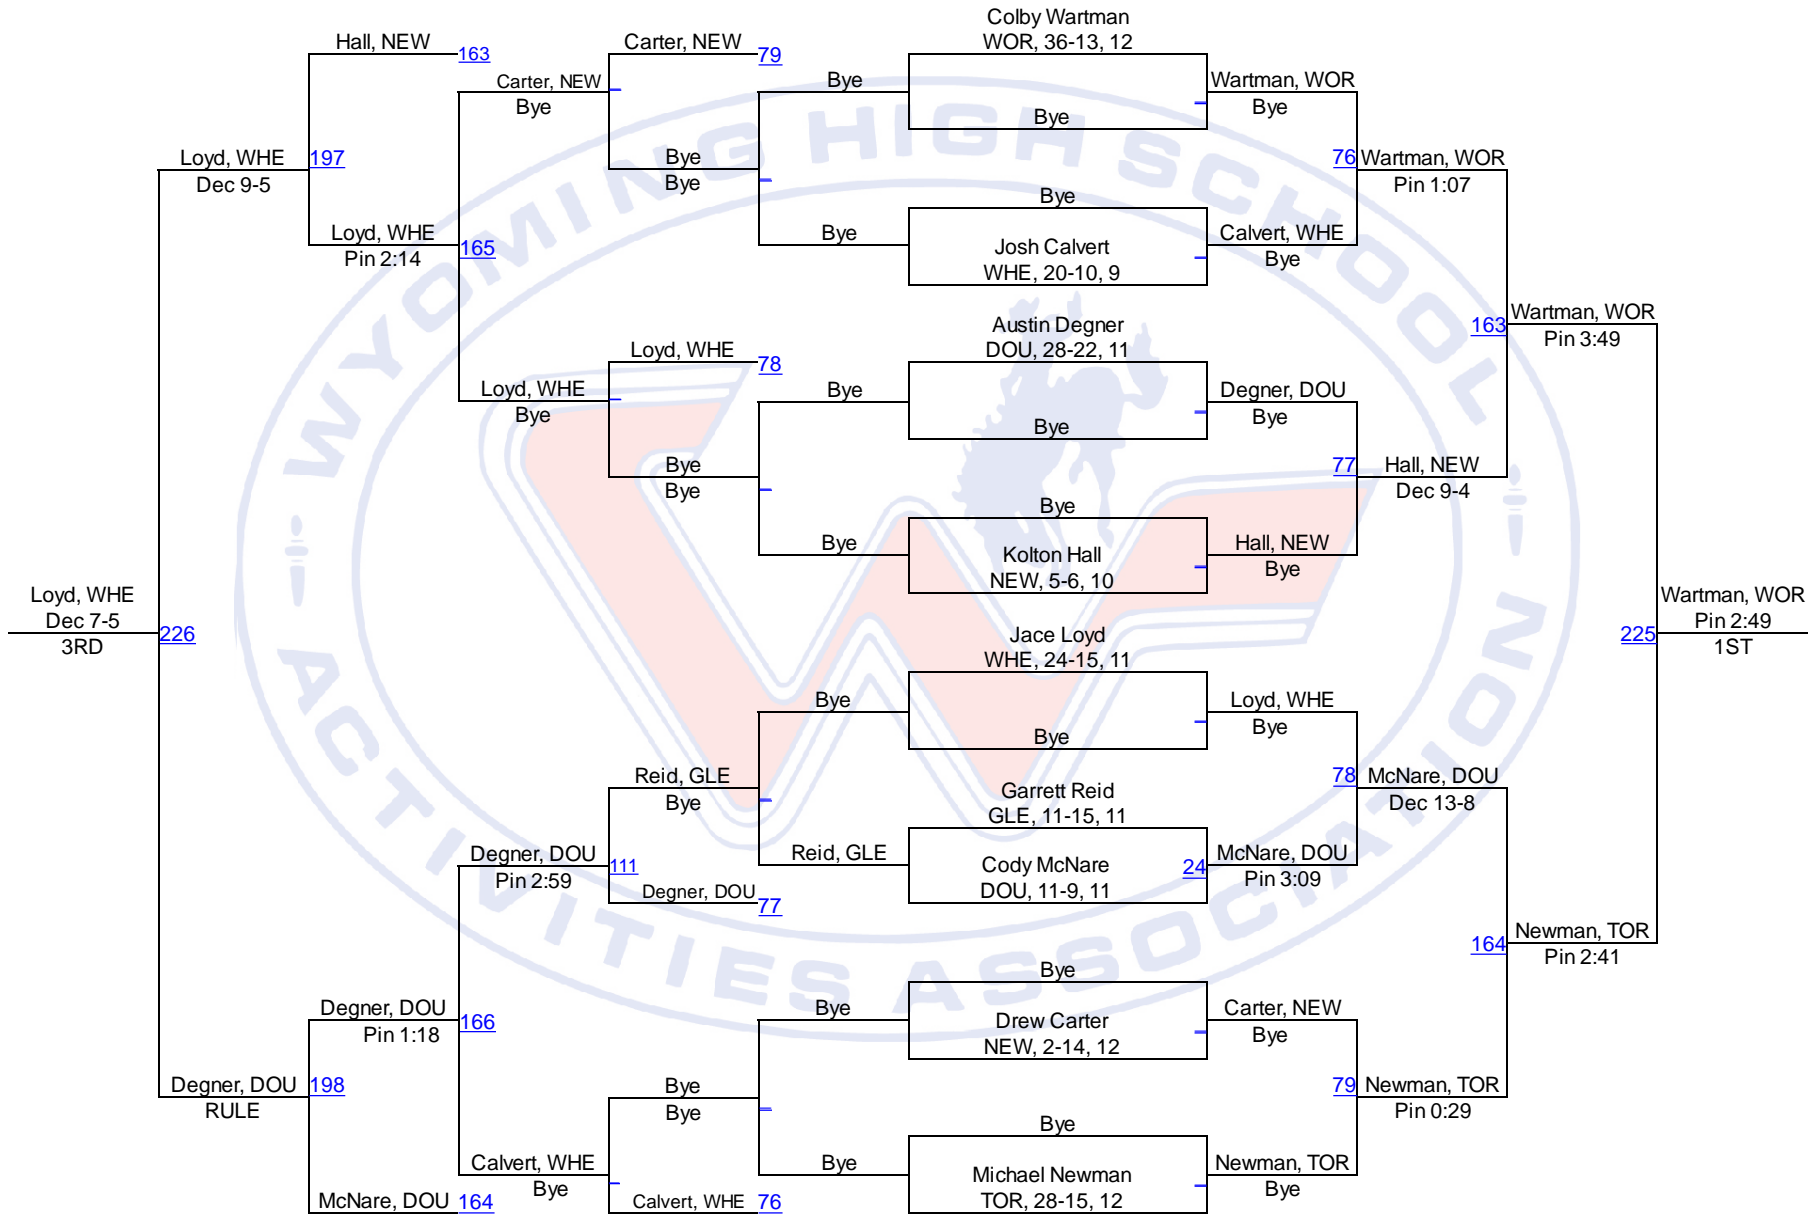 Colby Wartman
Hall, NEW
163
Carter, NEW
79
WOR, 36-13, 12
Carter, NEW
Bye
Bye
Bye
Wartman, WOR
Bye
Loyd, WHE
197
Dec 9-5
Bye
Bye
76
Wartman, WOR
Pin 1:07
Bye
Loyd, WHE
165
Pin 2:14
Bye
Josh Calvert
WHE, 20-10, 9
Calvert, WHE
Bye
Austin Degner
DOU, 28-22, 11
163
Wartman, WOR
Pin 3:49
Loyd, WHE
78
Loyd, WHE
Bye
Bye
Bye
Degner, DOU
Bye
Bye
Bye
77
Hall, NEW
Dec 9-4
Bye
Bye
Kolton Hall
NEW, 5-6, 10
Hall, NEW
Bye
Loyd, WHE
Dec 7-5
3RD
226
Jace Loyd
WHE, 24-15, 11
225
Wartman, WOR
Pin 2:49
1ST
Bye
Bye
Loyd, WHE
Bye
Reid, GLE
Bye
Garrett Reid
GLE, 11-15, 11
78
McNare, DOU
Dec 13-8
Degner, DOU
Pin 2:59
111
Reid, GLE
Cody McNare
DOU, 11-9, 11
24
McNare, DOU
Pin 3:09
Degner, DOU
77
164
Newman, TOR
Pin 2:41
Bye
Degner, DOU
Pin 1:18
166
Bye
Drew Carter
NEW, 2-14, 12
Carter, NEW
Bye
Degner, DOU
RULE
198
Bye
Bye
79
Newman, TOR
Pin 0:29
Bye
Calvert, WHE
Bye
Bye
Michael Newman
TOR, 28-15, 12
Newman, TOR
Bye
McNare, DOU
164
Calvert, WHE
76
WYOMING HIGH SCHOOL
ACTIVITIES ASSOCIATION